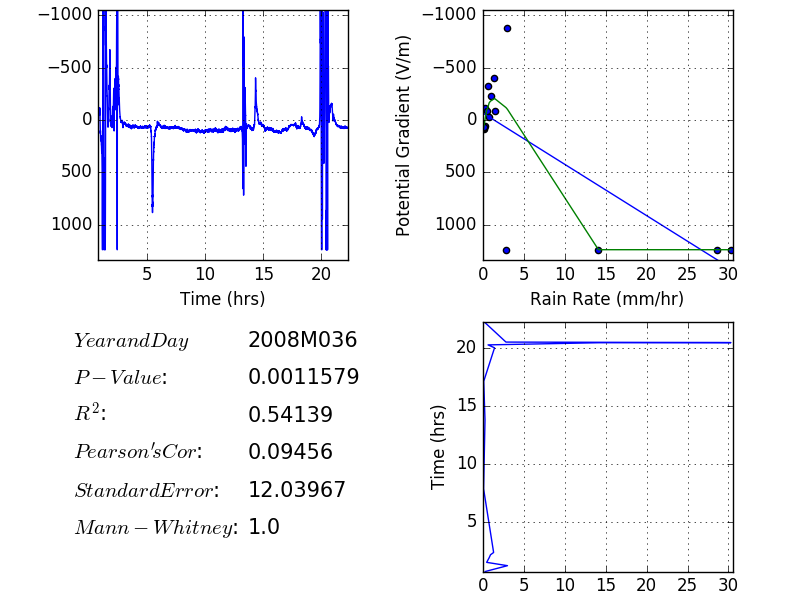 −1000
−500
0
500
1000
5 10 15 20
Time (hrs)
Potential Gradient (V/m)
−1000
−500
0
500
1000
0 5 10 15 20 25 30
Rain Rate (mm/hr)
YearandDay 2008M036
P−Value: 0.0011579
R²: 0.54139
Pearson'sCor: 0.09456
StandardError: 12.03967
Mann−Whitney: 1.0
Time (hrs)
20
15
10
5
0 5 10 15 20 25 30